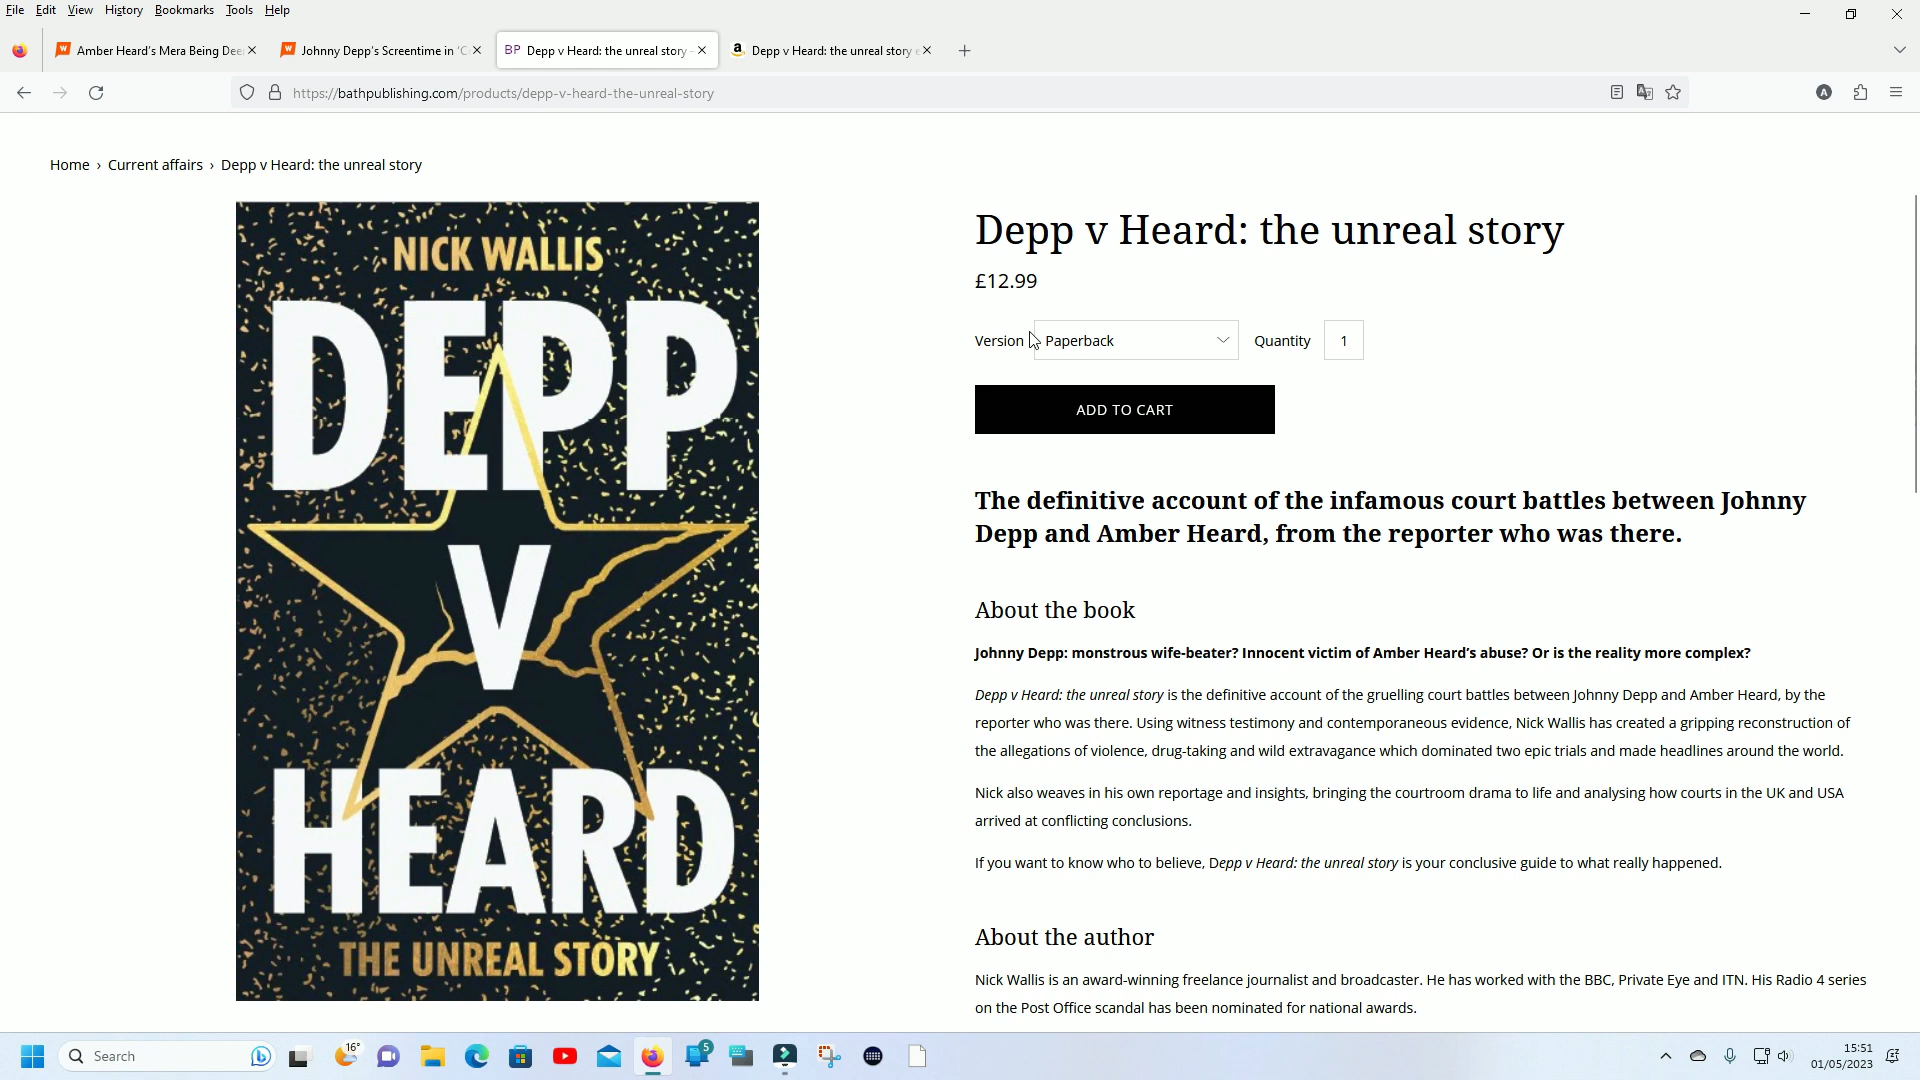 File Edit View History Bookmarks Tools Help
Amber Heard's Mera Being Dee
Johnny Depp's Screentime in 'C
BP Depp v Heard: the unreal story -
Depp v Heard: the unreal story e
https://bathpublishing.com/products/depp-v-heard-the-unreal-story
A
Home › Current affairs › Depp v Heard: the unreal story
NICK WALLIS
DEPP
V
HEARD
THE UNREAL STORY
Depp v Heard: the unreal story
£12.99
Version Paperback Quantity 1
ADD TO CART
The definitive account of the infamous court battles between Johnny
Depp and Amber Heard, from the reporter who was there.
About the book
Johnny Depp: monstrous wife-beater? Innocent victim of Amber Heard's abuse? Or is the reality more complex?
Depp v Heard: the unreal story is the definitive account of the gruelling court battles between Johnny Depp and Amber Heard, by the
reporter who was there. Using witness testimony and contemporaneous evidence, Nick Wallis has created a gripping reconstruction of
the allegations of violence, drug-taking and wild extravagance which dominated two epic trials and made headlines around the world.
Nick also weaves in his own reportage and insights, bringing the courtroom drama to life and analysing how courts in the UK and USA
arrived at conflicting conclusions.
If you want to know who to believe, Depp v Heard: the unreal story is your conclusive guide to what really happened.
About the author
Nick Wallis is an award-winning freelance journalist and broadcaster. He has worked with the BBC, Private Eye and ITN. His Radio 4 series
on the Post Office scandal has been nominated for national awards.
Search
16°
5
15:51
01/05/2023